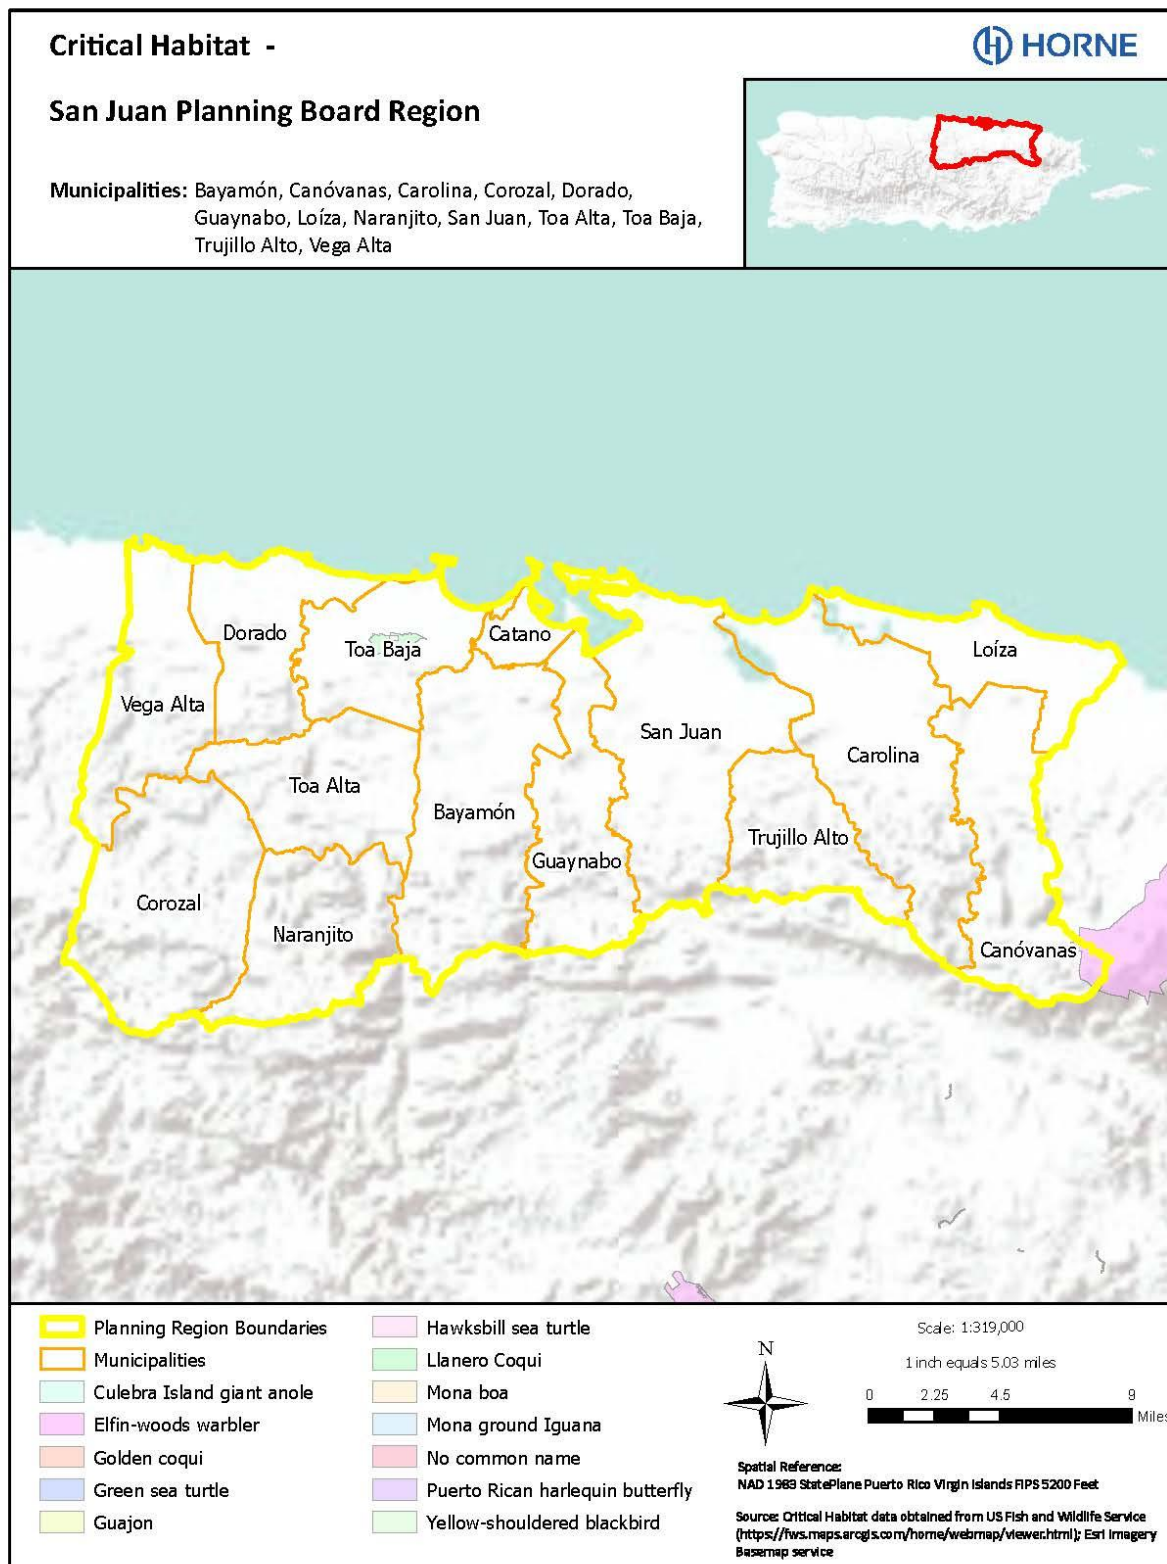 Critical Habitat -
HORNE
San Juan Planning Board Region
Municipalities: Bayamón, Canóvanas, Carolina, Corozal, Dorado,
Guaynabo, Loíza, Naranjito, San Juan, Toa Alta, Toa Baja,
Trujillo Alto, Vega Alta
Dorado
Toa Baja
Catano
Loíza
Vega Alta
San Juan
Carolina
Toa Alta
Bayamón
Trujillo Alto
Guaynabo
Corozal
Naranjito
Canóvanas
Planning Region Boundaries
Municipalities
Culebra Island giant anole
Elfin-woods warbler
Golden coqui
Green sea turtle
Guajon
Hawksbill sea turtle
Llanero Coqui
Mona boa
Mona ground Iguana
No common name
Puerto Rican harlequin butterfly
Yellow-shouldered blackbird
N
Scale: 1:319,000
1 inch equals 5.03 miles
0 2.25 4.5 9
Miles
Spatial Reference:
NAD 1983 StatePlane Puerto Rico Virgin Islands FIPS 5200 Feet
Source: Critical Habitat data obtained from US Fish and Wildlife Service
(https://fws.maps.arcgis.com/home/webmap/viewer.html); Esri Imagery
Basemap service